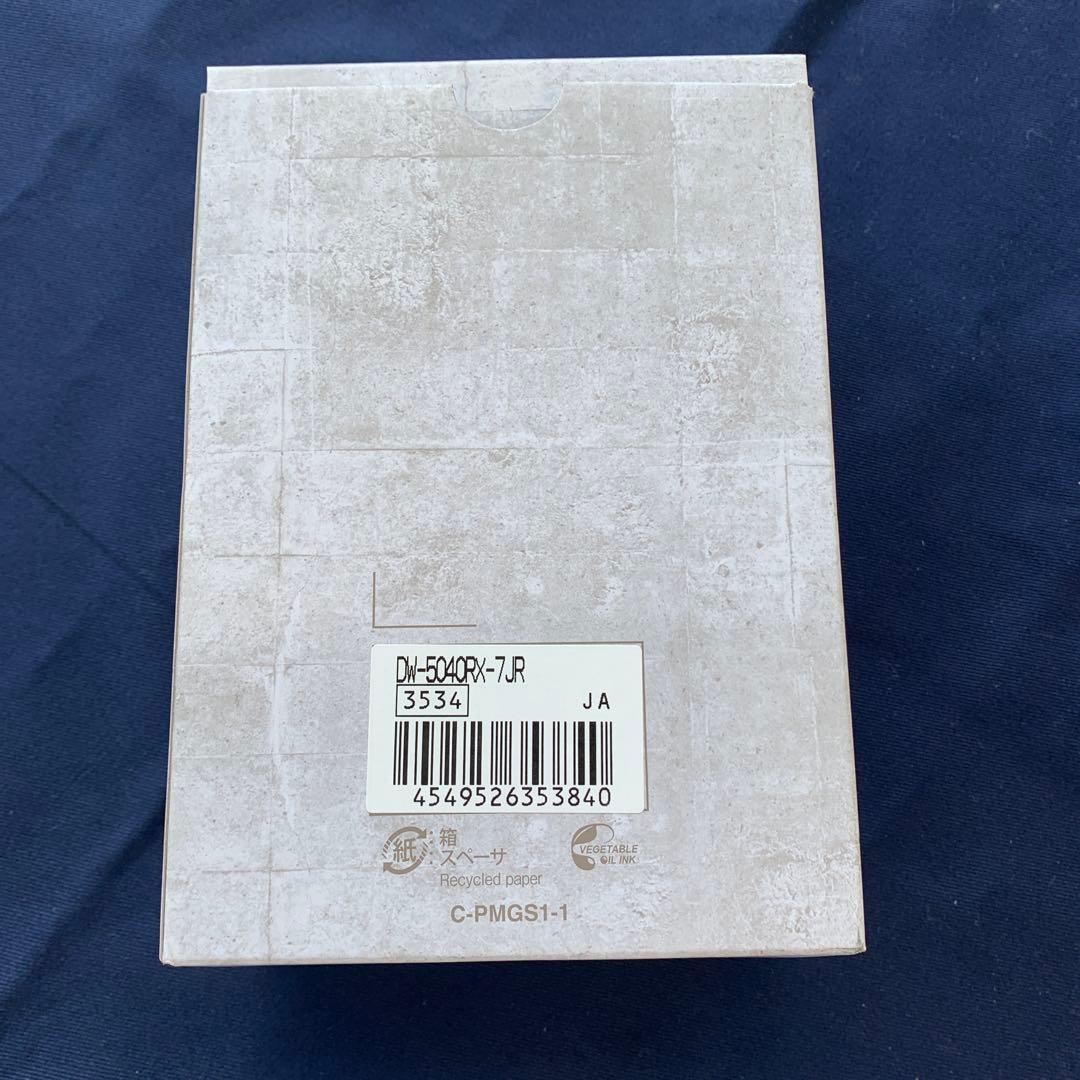 DW-5040RX-7JR
3534 JA
4549526353840
紙 箱
スペーサ
Recycled paper
VEGETABLE
OIL INK
C-PMGS1-1